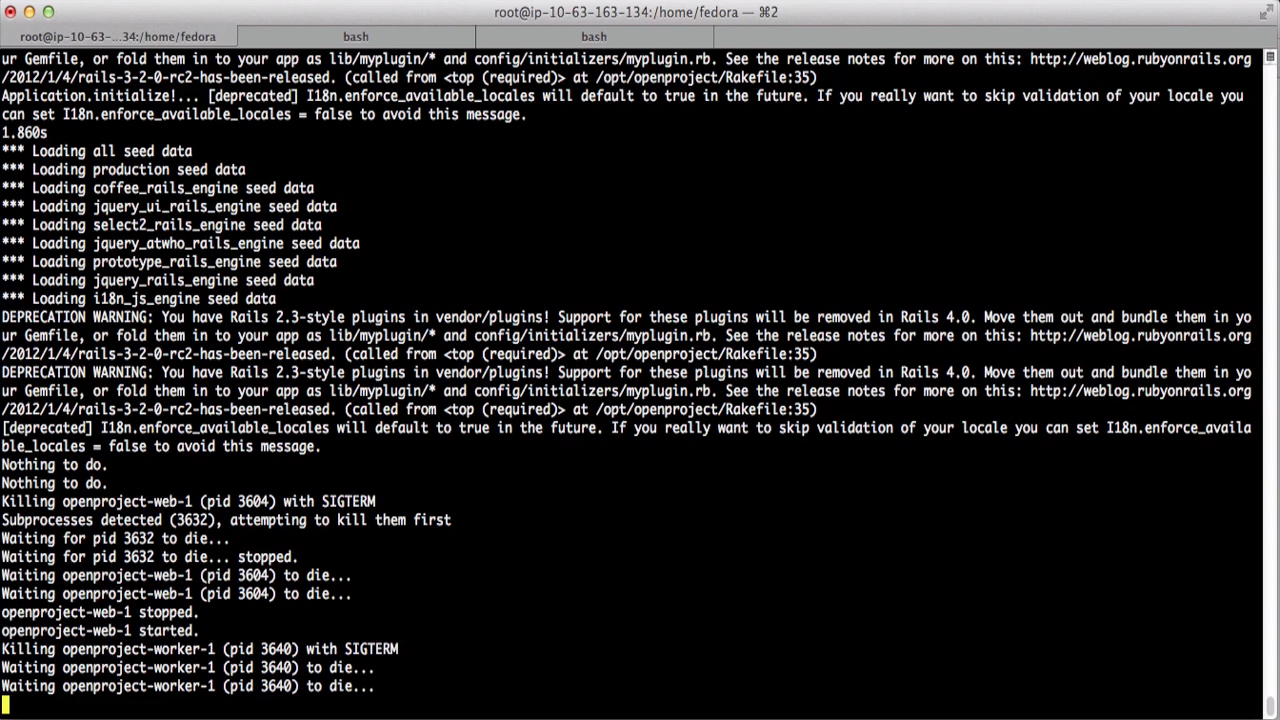 root@ip-10-63-163-134:/home/fedora — ⌘2
root@ip-10-63-...34:/home/fedora bash bash
ur Gemfile, or fold them in to your app as lib/myplugin/* and config/initializers/myplugin.rb. See the release notes for more on this: http://weblog.rubyonrails.org
/2012/1/4/rails-3-2-0-rc2-has-been-released. (called from <top (required)> at /opt/openproject/Rakefile:35)
Application.initialize!... [deprecated] I18n.enforce_available_locales will default to true in the future. If you really want to skip validation of your locale you
can set I18n.enforce_available_locales = false to avoid this message.
1.860s
*** Loading all seed data
*** Loading production seed data
*** Loading coffee_rails_engine seed data
*** Loading jquery_ui_rails_engine seed data
*** Loading select2_rails_engine seed data
*** Loading jquery_atwho_rails_engine seed data
*** Loading prototype_rails_engine seed data
*** Loading jquery_rails_engine seed data
*** Loading i18n_js_engine seed data
DEPRECATION WARNING: You have Rails 2.3-style plugins in vendor/plugins! Support for these plugins will be removed in Rails 4.0. Move them out and bundle them in yo
ur Gemfile, or fold them in to your app as lib/myplugin/* and config/initializers/myplugin.rb. See the release notes for more on this: http://weblog.rubyonrails.org
/2012/1/4/rails-3-2-0-rc2-has-been-released. (called from <top (required)> at /opt/openproject/Rakefile:35)
DEPRECATION WARNING: You have Rails 2.3-style plugins in vendor/plugins! Support for these plugins will be removed in Rails 4.0. Move them out and bundle them in yo
ur Gemfile, or fold them in to your app as lib/myplugin/* and config/initializers/myplugin.rb. See the release notes for more on this: http://weblog.rubyonrails.org
/2012/1/4/rails-3-2-0-rc2-has-been-released. (called from <top (required)> at /opt/openproject/Rakefile:35)
[deprecated] I18n.enforce_available_locales will default to true in the future. If you really want to skip validation of your locale you can set I18n.enforce_availa
ble_locales = false to avoid this message.
Nothing to do.
Nothing to do.
Killing openproject-web-1 (pid 3604) with SIGTERM
Subprocesses detected (3632), attempting to kill them first
Waiting for pid 3632 to die...
Waiting for pid 3632 to die... stopped.
Waiting openproject-web-1 (pid 3604) to die...
Waiting openproject-web-1 (pid 3604) to die...
openproject-web-1 stopped.
openproject-web-1 started.
Killing openproject-worker-1 (pid 3640) with SIGTERM
Waiting openproject-worker-1 (pid 3640) to die...
Waiting openproject-worker-1 (pid 3640) to die...